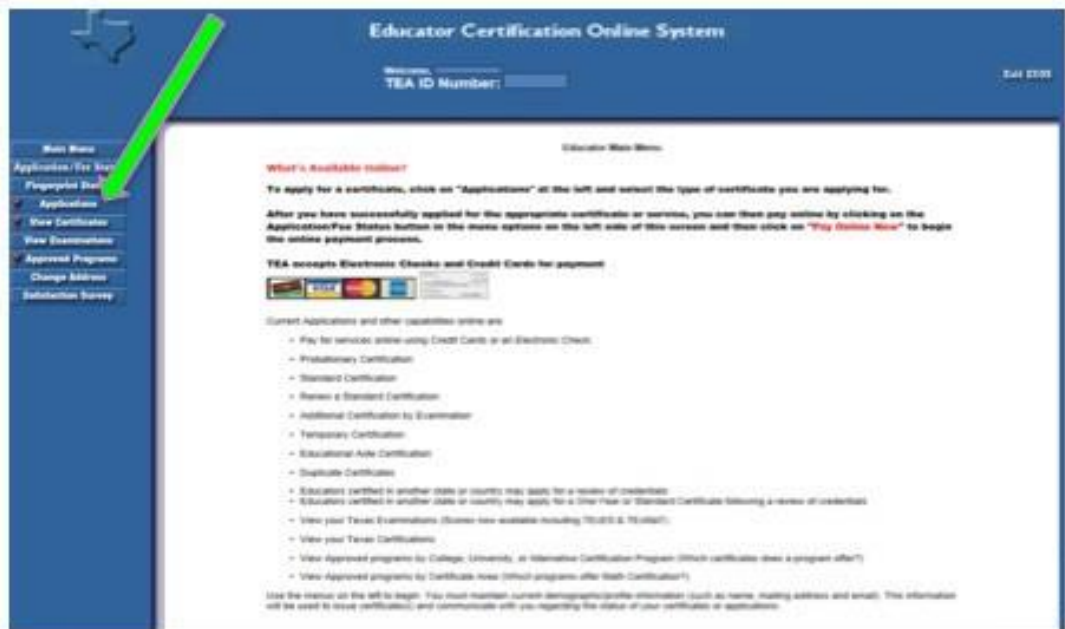 Educator Certification Online System
Welcome,
TEA ID Number:
Exit ECOS
Main Menu
Application/Fee
Fingerprint
Applications
View Certificates
View Examinations
Approved Programs
Change Address
Satisfaction Survey
Educator Main Menu
What's Available Online?
To apply for a certificate, click on "Applications" at the left and select the type of certificate you are applying for.
After you have successfully applied for the appropriate certificate or service, you can then pay online by clicking on the
Application/Fee Status button in the menu options on the left side of this screen and then click on "Pay Online Now" to begin
the online payment process.
TEA accepts Electronic Checks and Credit Cards for payment
VISA
Current Applications and other capabilities online are:
• Pay for services online using Credit Cards or an Electronic Check
• Probationary Certification
• Standard Certification
• Renew a Standard Certification
• Additional Certification by Examination
• Temporary Certification
• Educational Aide Certification
• Duplicate Certificates
• Educators certified in another state or country may apply for a review of credentials
• Educators certified in another state or country may apply for a One-Year or Standard Certificate following a review of credentials
• View your Texas Examinations (Scores now available including TExES & TExMaT)
• View your Texas Certifications
• View Approved programs by College, University, or Alternative Certification Program (Which certificates does a program offer?)
• View Approved programs by Certificate Area (Which programs offer Math Certification?)
Use the menus on the left to begin. You must maintain current demographic/profile information (such as name, mailing address and email). This information
will be used to issue certificate(s) and communicate with you regarding the status of your certificates or applications.